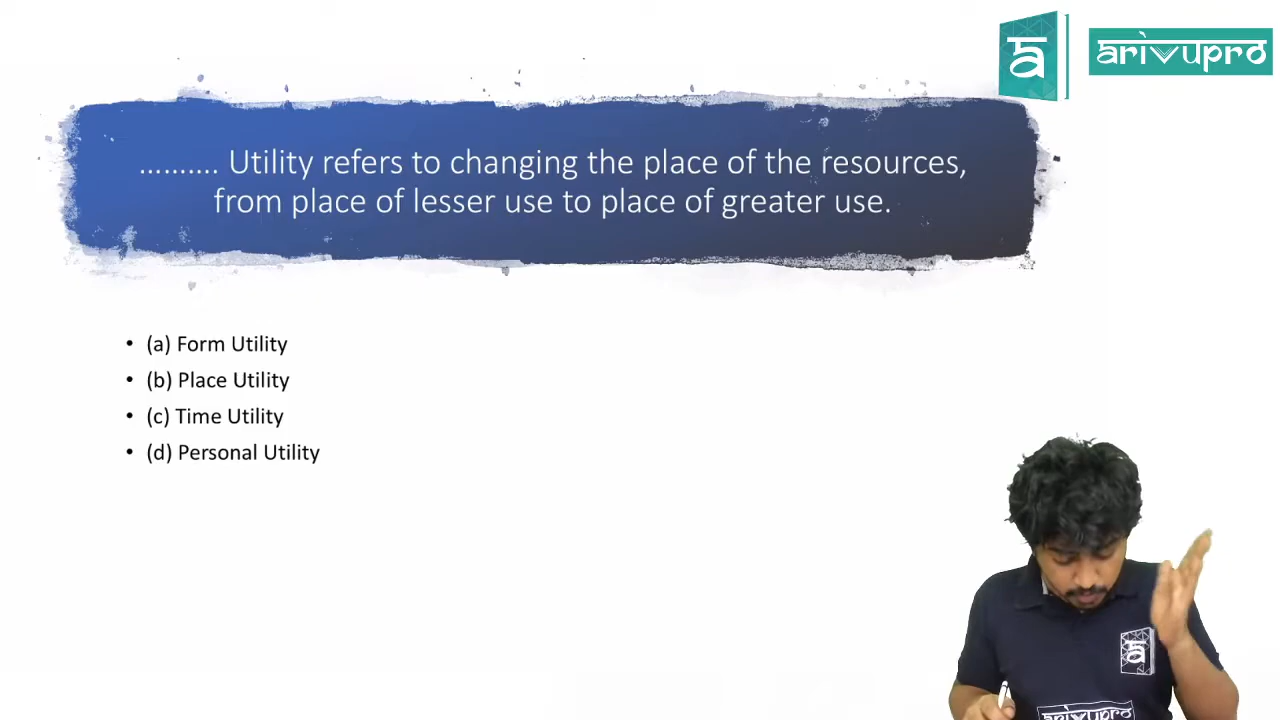 arivupro
.......... Utility refers to changing the place of the resources,
from place of lesser use to place of greater use.
• (a) Form Utility
• (b) Place Utility
• (c) Time Utility
• (d) Personal Utility
arivupro